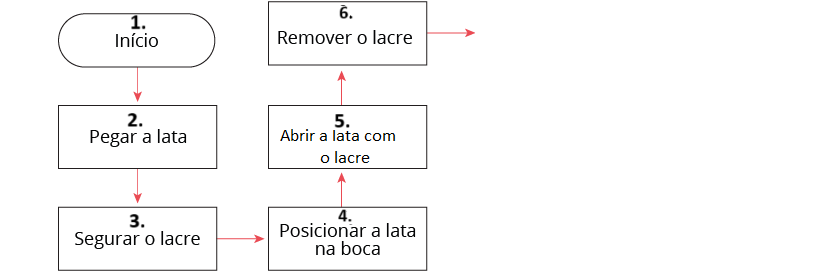 1.
Início
2.
Pegar a lata
3.
Segurar o lacre
4.
Posicionar a lata
na boca
5.
Abrir a lata com
o lacre
6.
Remover o lacre